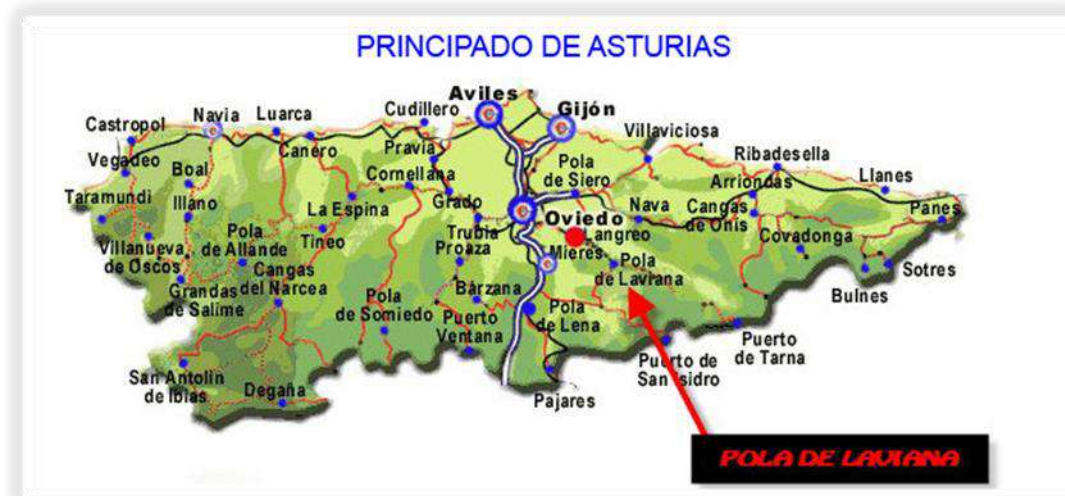 PRINCIPADO DE ASTURIAS
Aviles
Gijón
Cudillero
Luarca
Navia
Castropol
Villaviciosa
Vegadeo
Canero
Pravia
Ribadesella
Boal
Cornellana
Pola
de Siero
Arriondas
Llanes
Taramundi
Illano
La Espina
Grado
Oviedo
Nava
Cangas
de Onis
Panes
Villanueva
de Oscos
Pola
de Allande
Tineo
Trubia
Proaza
Langreo
Mieres
Covadonga
Grandas
de Salime
Cangas
del Narcea
Pola
de Somiedo
Bárzana
Pola
de Laviana
Sotres
Bulnes
Puerto
Ventana
Pola
de Lena
Puerto
de Tarna
Puerto de
San Isidro
San Antolin
de Ibias
Degaña
Pajares
POLA DE LAVIANA